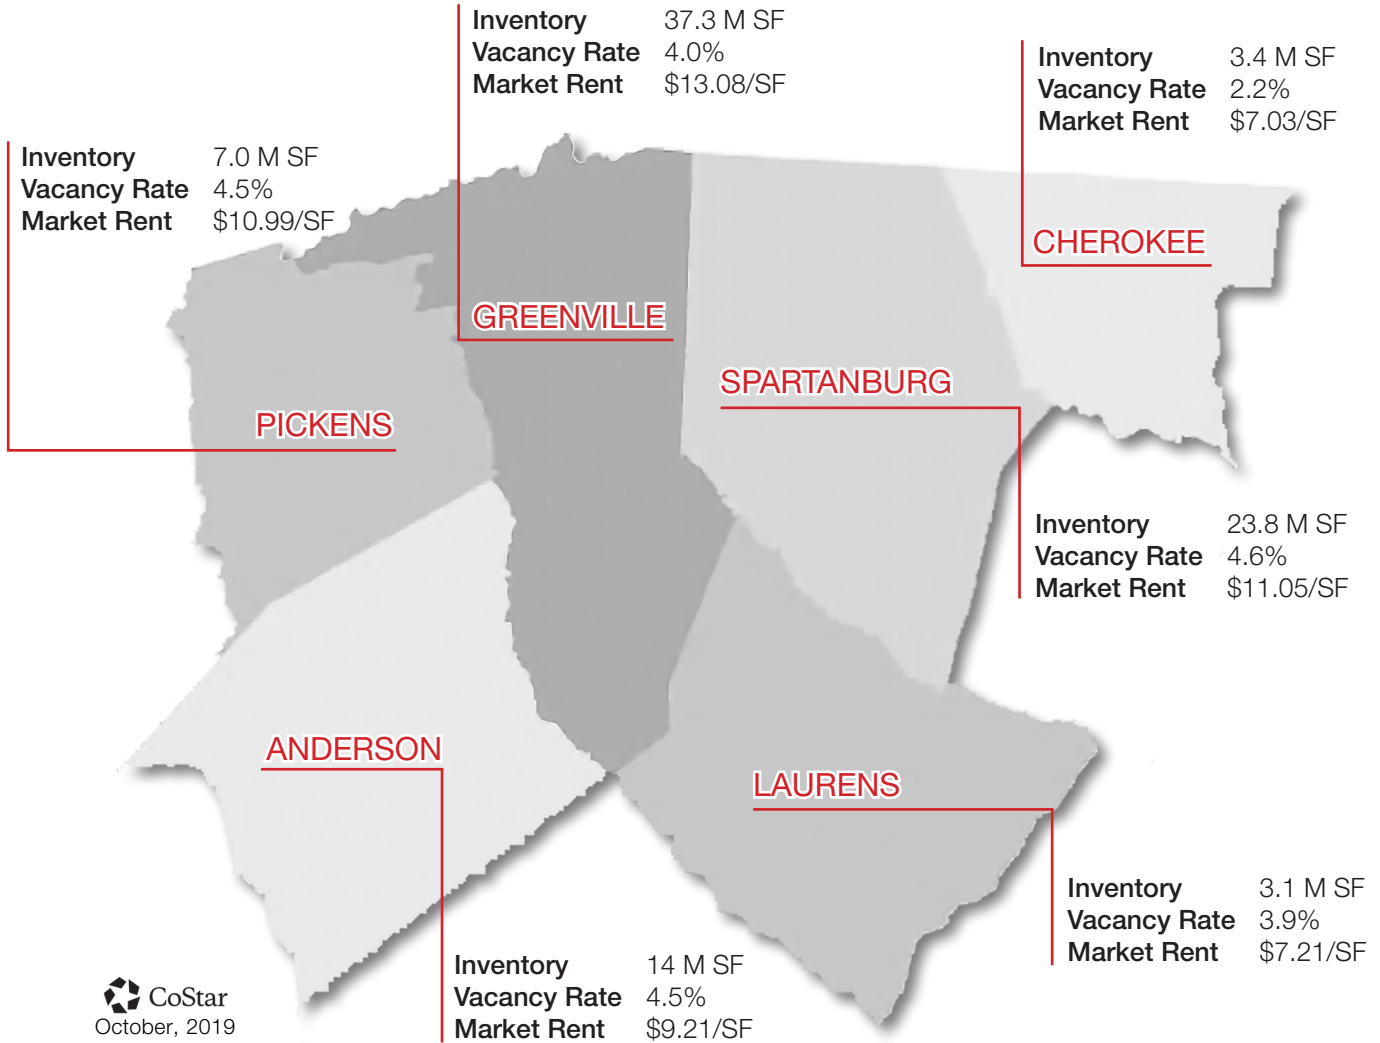 Inventory 37.3 M SF
Vacancy Rate 4.0%
Market Rent $13.08/SF
Inventory 3.4 M SF
Vacancy Rate 2.2%
Market Rent $7.03/SF
Inventory 7.0 M SF
Vacancy Rate 4.5%
Market Rent $10.99/SF
CHEROKEE
GREENVILLE
SPARTANBURG
PICKENS
Inventory 23.8 M SF
Vacancy Rate 4.6%
Market Rent $11.05/SF
ANDERSON
LAURENS
Inventory 3.1 M SF
Vacancy Rate 3.9%
Market Rent $7.21/SF
Inventory 14 M SF
Vacancy Rate 4.5%
Market Rent $9.21/SF
CoStar
October, 2019